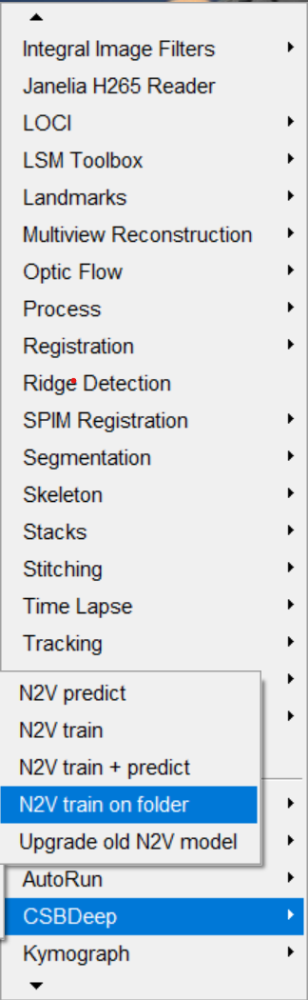 Integral Image Filters
Janelia H265 Reader
LOCI
LSM Toolbox
Landmarks
Multiview Reconstruction
Optic Flow
Process
Registration
Ridge Detection
SPIM Registration
Segmentation
Skeleton
Stacks
Stitching
Time Lapse
Tracking
N2V predict
N2V train
N2V train + predict
N2V train on folder
Upgrade old N2V model
AutoRun
CSBDeep
Kymograph